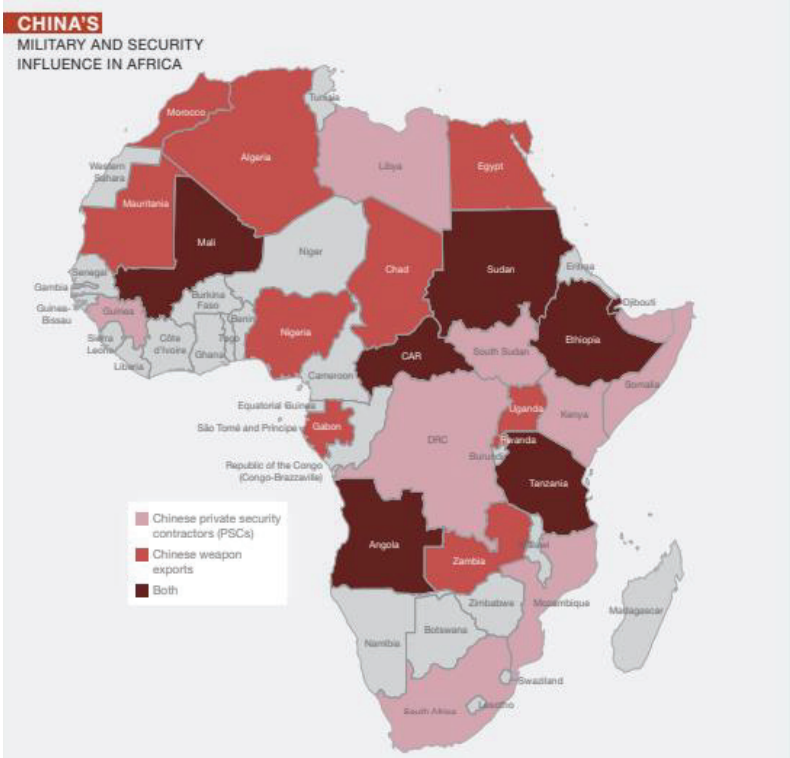 CHINA'S
MILITARY AND SECURITY
INFLUENCE IN AFRICA
Tunisia
Morocco
Algeria
Libya
Egypt
Western
Sahara
Mauritania
Mali
Niger
Chad
Sudan
Eritrea
Senegal
Gambia
Guinea-
Bissau
Guinea
Burkina
Faso
Benin
Djibouti
Nigeria
Sierra
Leone
Côte
d'Ivoire
Togo
Ghana
Liberia
CAR
South Sudan
Ethiopia
Somalia
Cameroon
Equatorial Guinea
São Tomé and Príncipe
Gabon
Uganda
Kenya
DRC
Rwanda
Burundi
Republic of the Congo
(Congo-Brazzaville)
Tanzania
Chinese private security
contractors (PSCs)
Chinese weapon
exports
Both
Angola
Zambia
Zimbabwe
Mozambique
Madagascar
Namibia
Botswana
Swaziland
Lesotho
South Africa